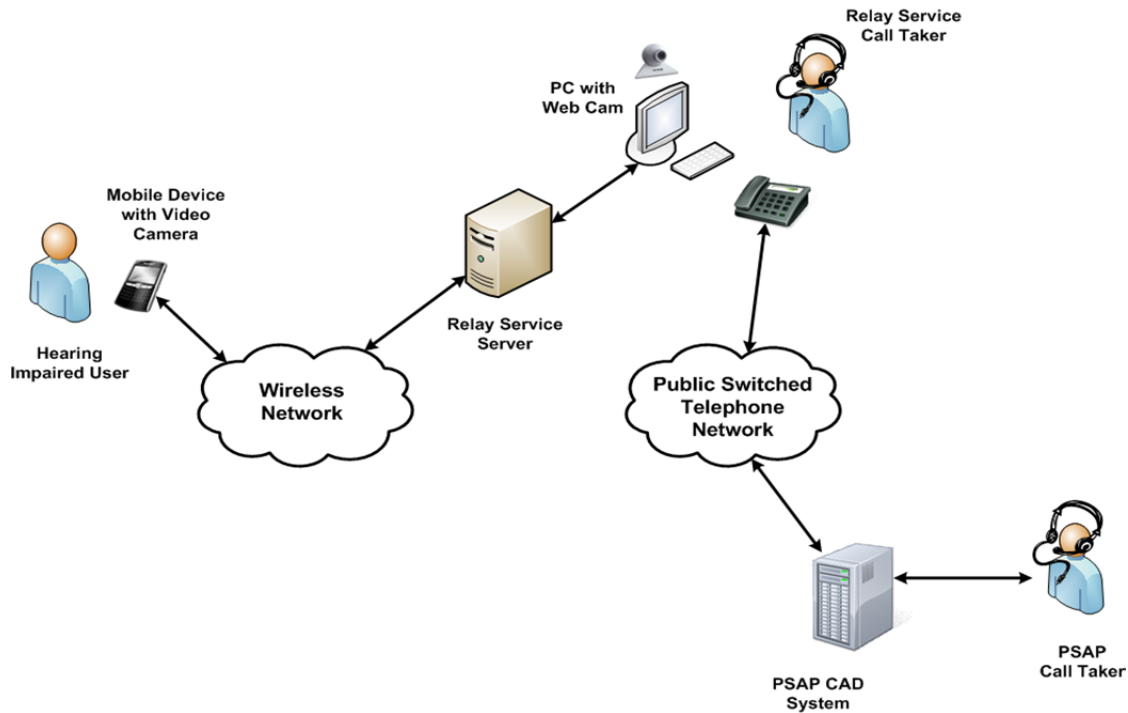 Relay Service
Call Taker
PC with
Web Cam
Mobile Device
with Video
Camera
Hearing
Impaired User
Relay Service
Server
Wireless
Network
Public Switched
Telephone
Network
PSAP CAD
System
PSAP
Call Taker